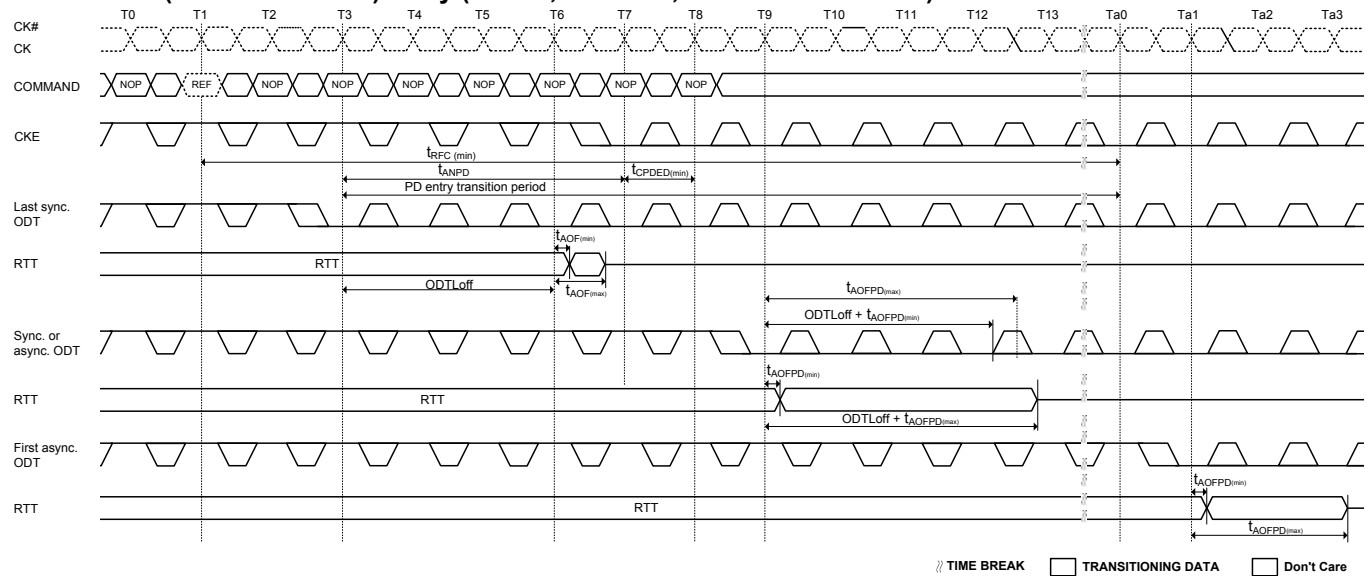 T0 T1 T2 T3 T4 T5 T6 T7 T8 T9 T10 T11 T12 T13 Ta0 Ta1 Ta2 Ta3
CK#
CK
COMMAND NOP REF NOP NOP NOP NOP NOP NOP NOP
CKE
tRFC (min)
tANPD tCPDED(min)
PD entry transition period
Last sync.
ODT
tAOF(min)
RTT RTT
ODTLoff tAOF(max)
tAOFPD(max)
ODTLoff + tAOFPD(min)
Sync. or
async. ODT
tAOFPD(min)
RTT RTT
ODTLoff + tAOFPD(max)
First async.
ODT
tAOFPD(min)
RTT RTT
tAOFPD(max)
TIME BREAK TRANSITIONING DATA Don't Care